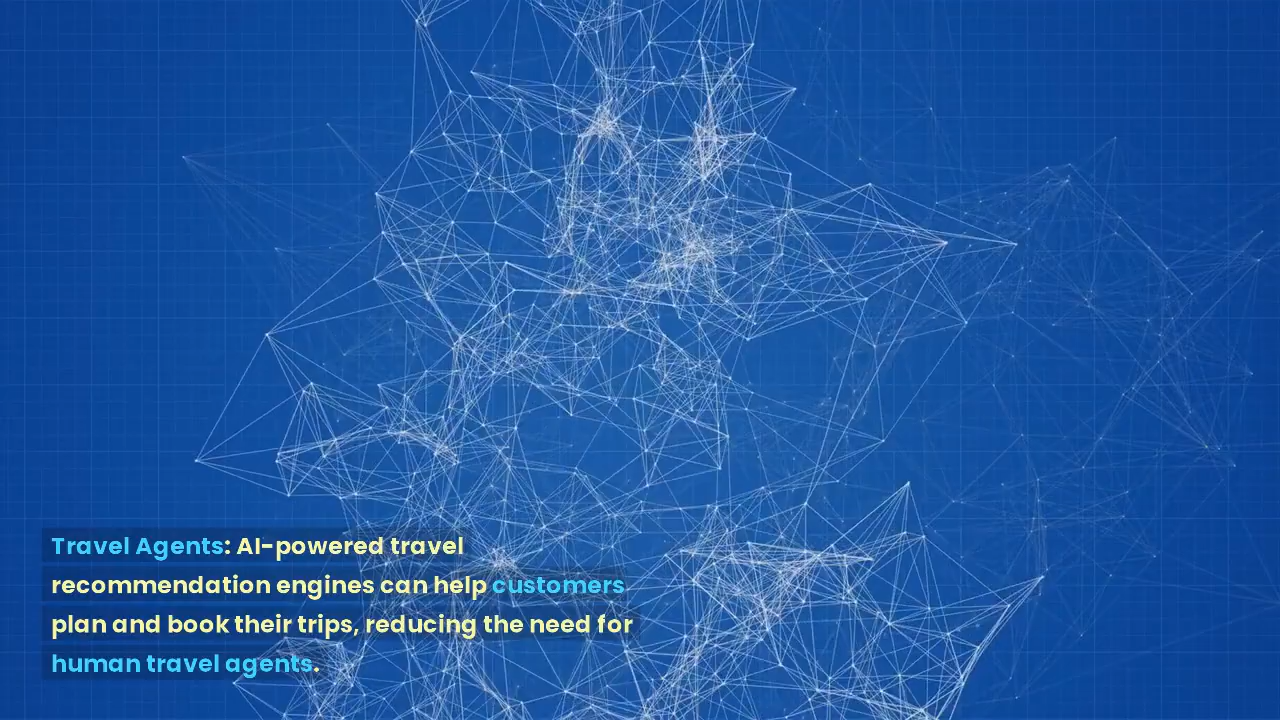 Travel Agents: AI-powered travel
recommendation engines can help customers
plan and book their trips, reducing the need for
human travel agents.